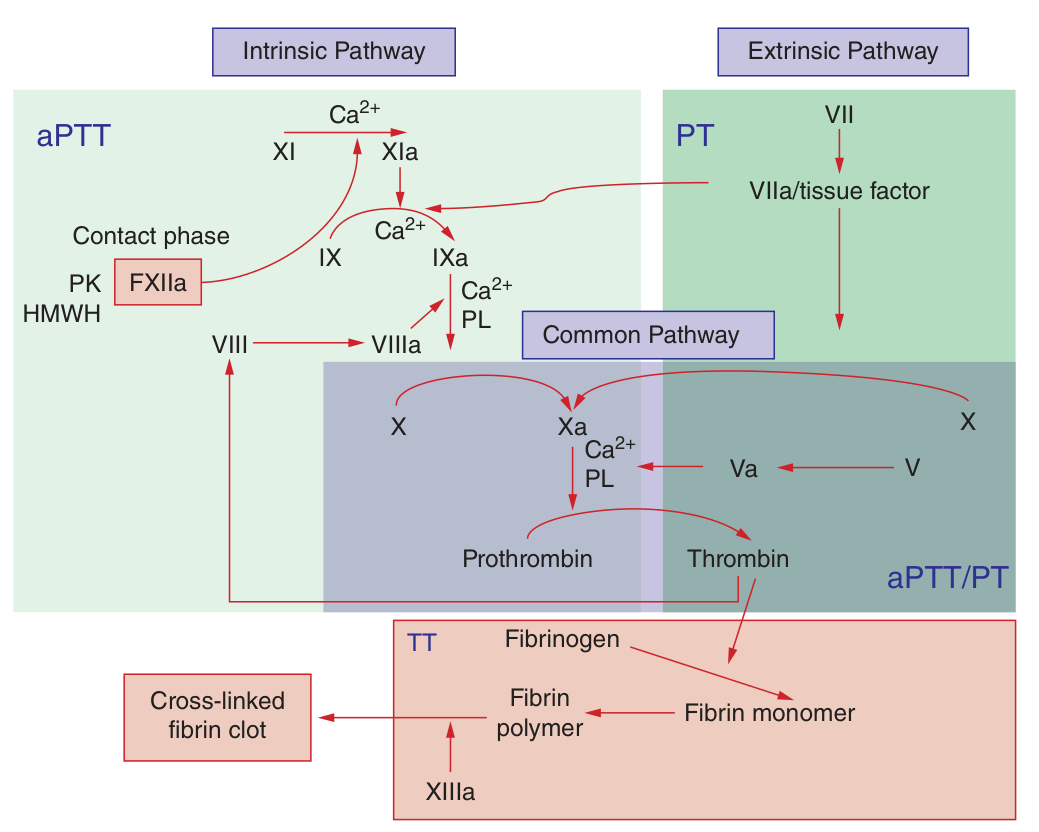 Intrinsic Pathway
Extrinsic Pathway
aPTT
Ca2+
XI
XIa
PT
VII
VIIa/tissue factor
Contact phase
PK
HMWH
FXIIa
IX
Ca2+
IXa
Ca2+
PL
VIII
VIIIa
Common Pathway
X
Xa
X
Ca2+
PL
Va
V
Prothrombin
Thrombin
aPTT/PT
TT
Fibrinogen
Cross-linked
fibrin clot
Fibrin
polymer
Fibrin monomer
XIIIa